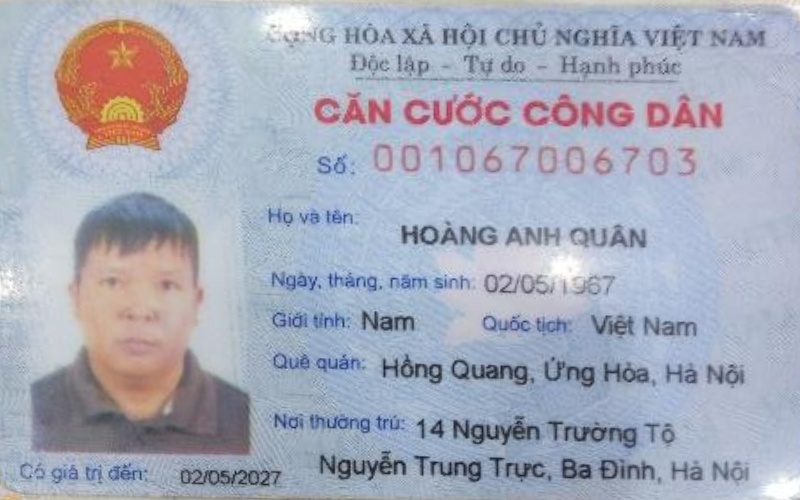 CỘNG HÒA XÃ HỘI CHỦ NGHĨA VIỆT NAM
Độc lập - Tự do - Hạnh phúc
CĂN CƯỚC CÔNG DÂN
Số: 001067006703
Họ và tên: HOÀNG ANH QUÂN
Ngày, tháng, năm sinh: 02/05/1967
Giới tính: Nam Quốc tịch: Việt Nam
Quê quán: Hồng Quang, Ứng Hòa, Hà Nội
Nơi thường trú: 14 Nguyễn Trường Tộ
Nguyễn Trung Trực, Ba Đình, Hà Nội
Có giá trị đến: 02/05/2027